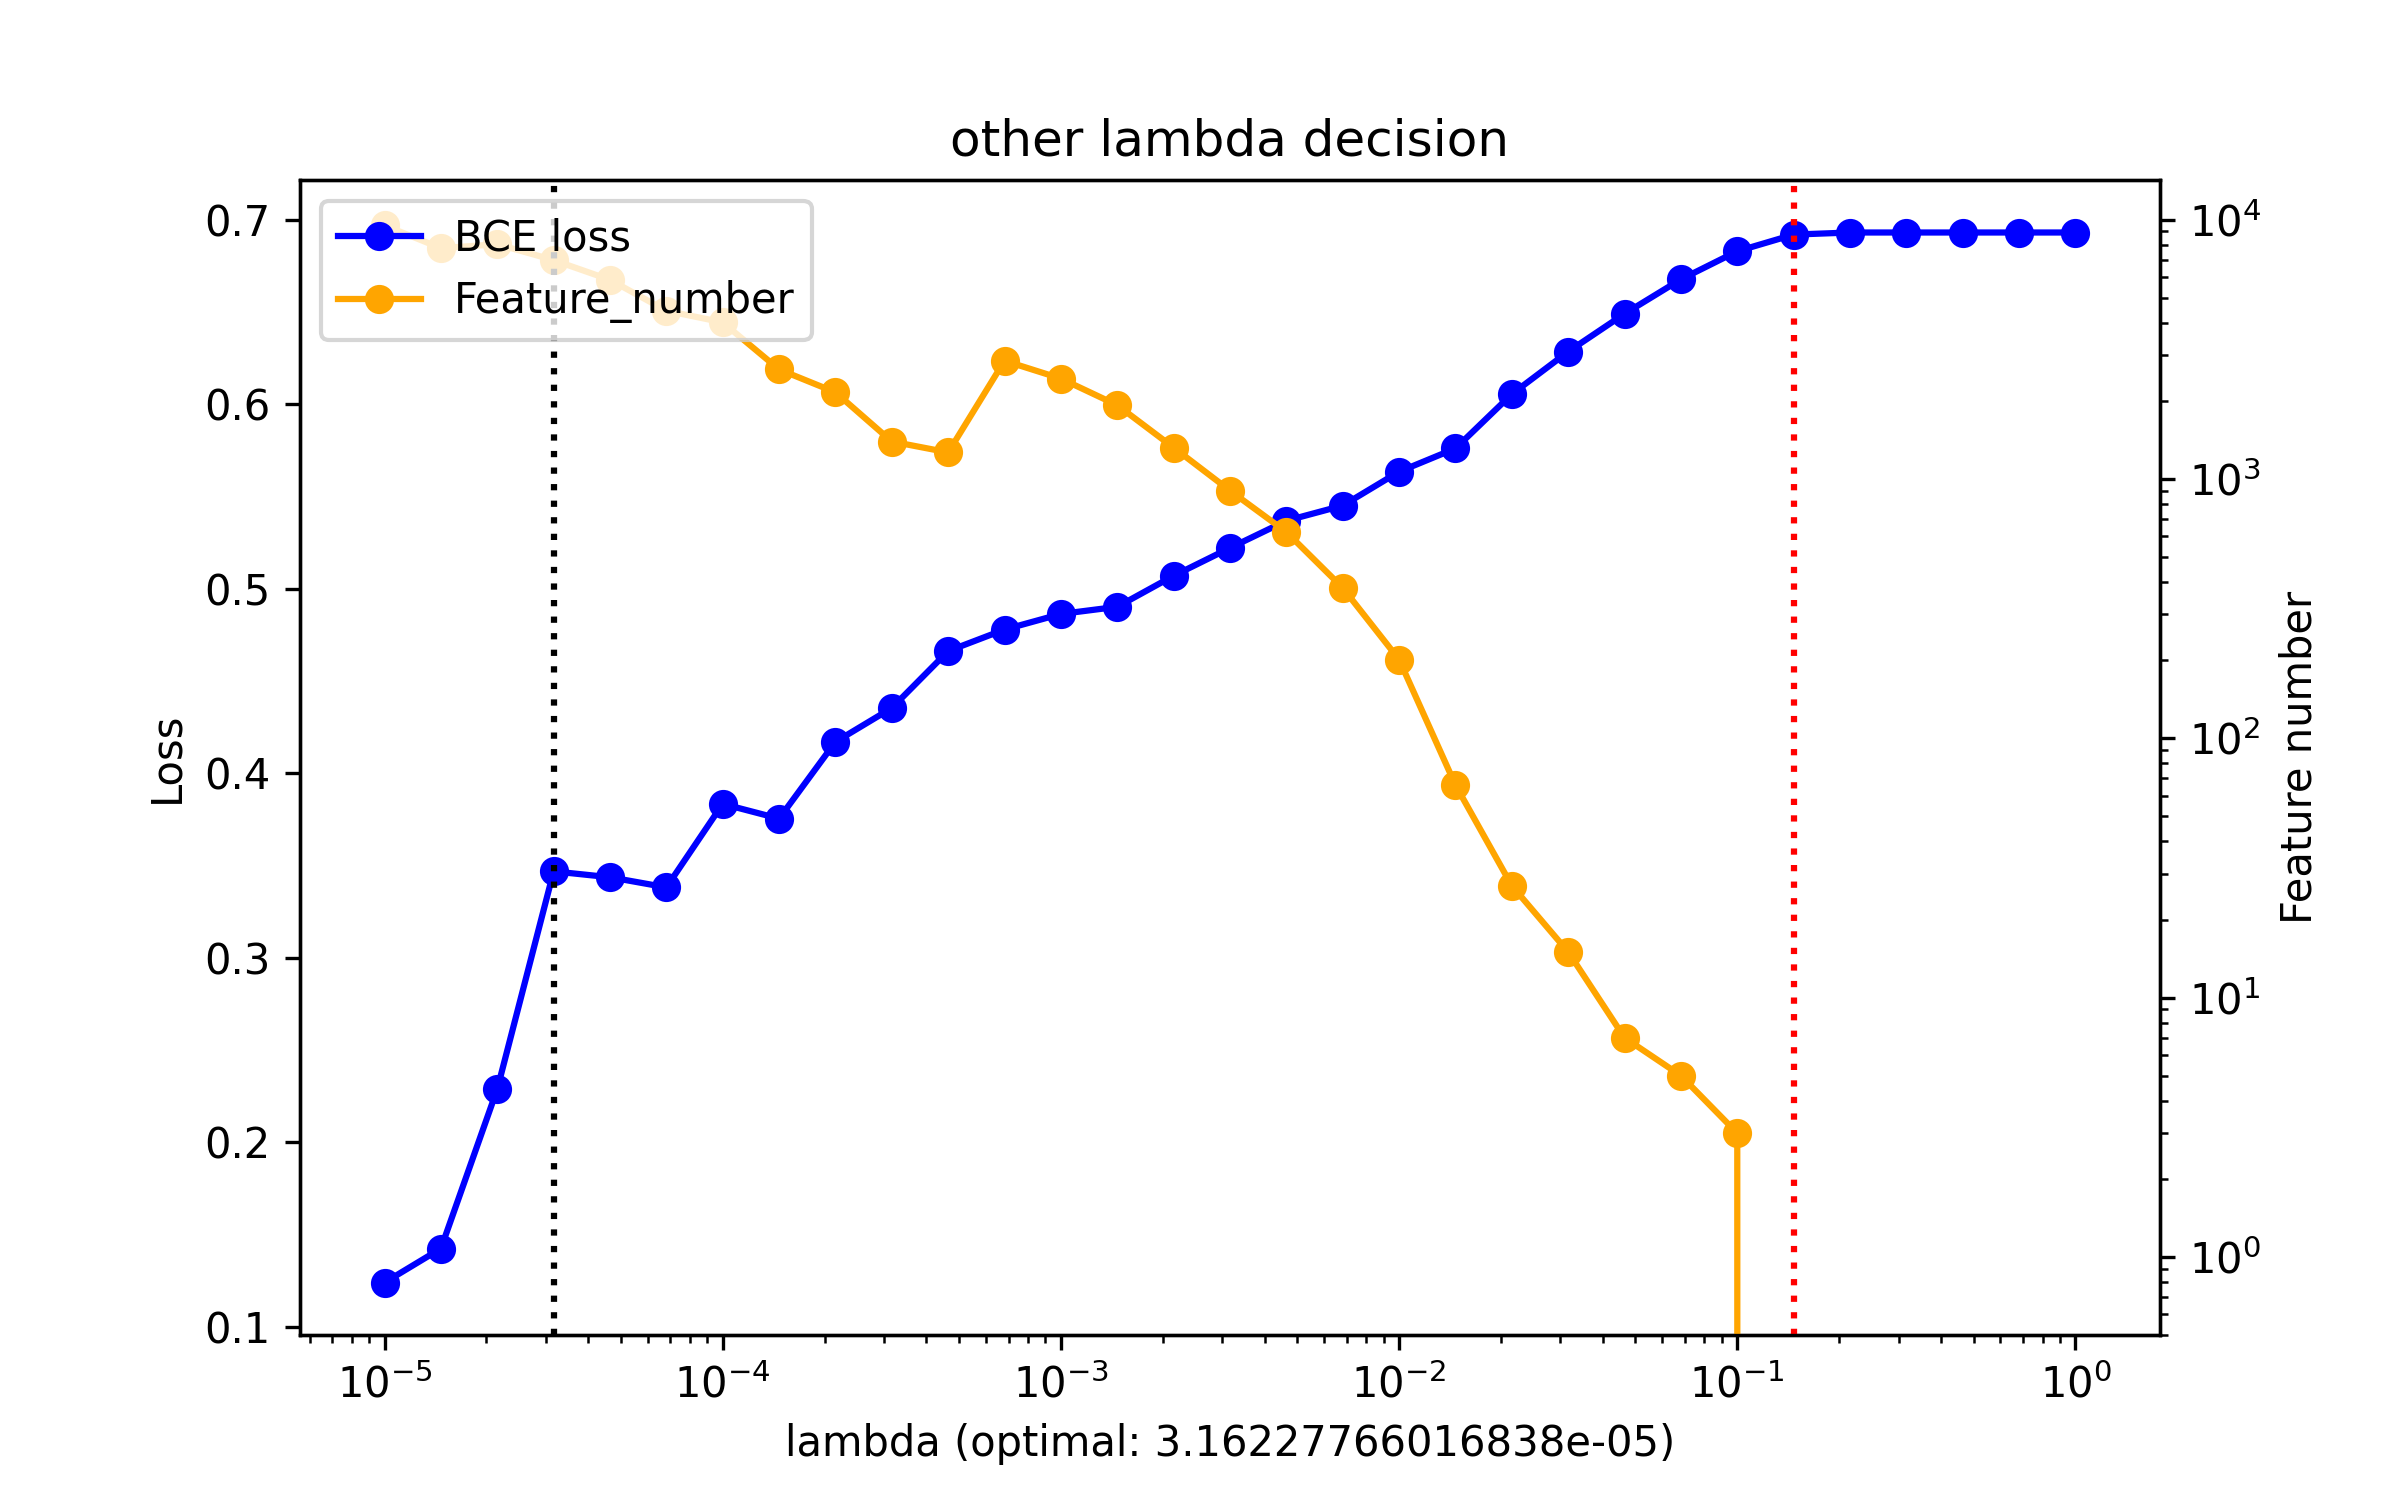 other lambda decision
BCE loss
Feature_number
0.7
0.6
0.5
0.4
0.3
0.2
0.1
Loss
10⁴
10³
10²
10¹
10⁰
Feature number
10⁻⁵ 10⁻⁴ 10⁻³ 10⁻² 10⁻¹ 10⁰
lambda (optimal: 3.16227766016838e-05)